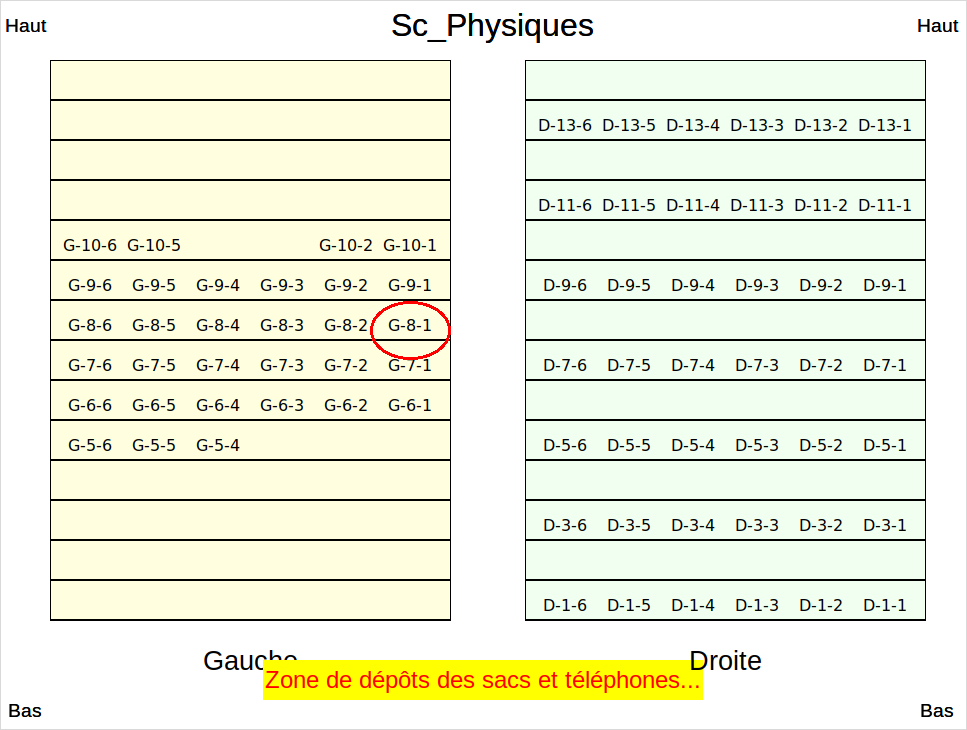 Sc_Physiques
Haut
Haut
D-13-6 D-13-5 D-13-4 D-13-3 D-13-2 D-13-1
D-11-6 D-11-5 D-11-4 D-11-3 D-11-2 D-11-1
G-10-6 G-10-5 G-10-2 G-10-1
G-9-6 G-9-5 G-9-4 G-9-3 G-9-2 G-9-1
D-9-6 D-9-5 D-9-4 D-9-3 D-9-2 D-9-1
G-8-6 G-8-5 G-8-4 G-8-3 G-8-2 G-8-1
G-7-6 G-7-5 G-7-4 G-7-3 G-7-2 G-7-1
D-7-6 D-7-5 D-7-4 D-7-3 D-7-2 D-7-1
G-6-6 G-6-5 G-6-4 G-6-3 G-6-2 G-6-1
G-5-6 G-5-5 G-5-4
D-5-6 D-5-5 D-5-4 D-5-3 D-5-2 D-5-1
D-3-6 D-3-5 D-3-4 D-3-3 D-3-2 D-3-1
D-1-6 D-1-5 D-1-4 D-1-3 D-1-2 D-1-1
Gauche
Droite
Zone de dépôts des sacs et téléphones...
Bas
Bas